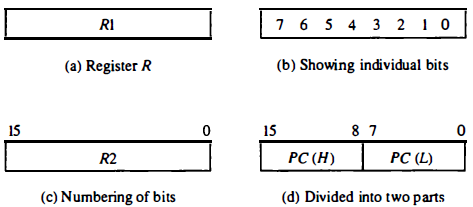 R1
7 6 5 4 3 2 1 0
(a) Register R
(b) Showing individual bits
15 0
15 8 7 0
R2
PC (H) PC (L)
(c) Numbering of bits
(d) Divided into two parts